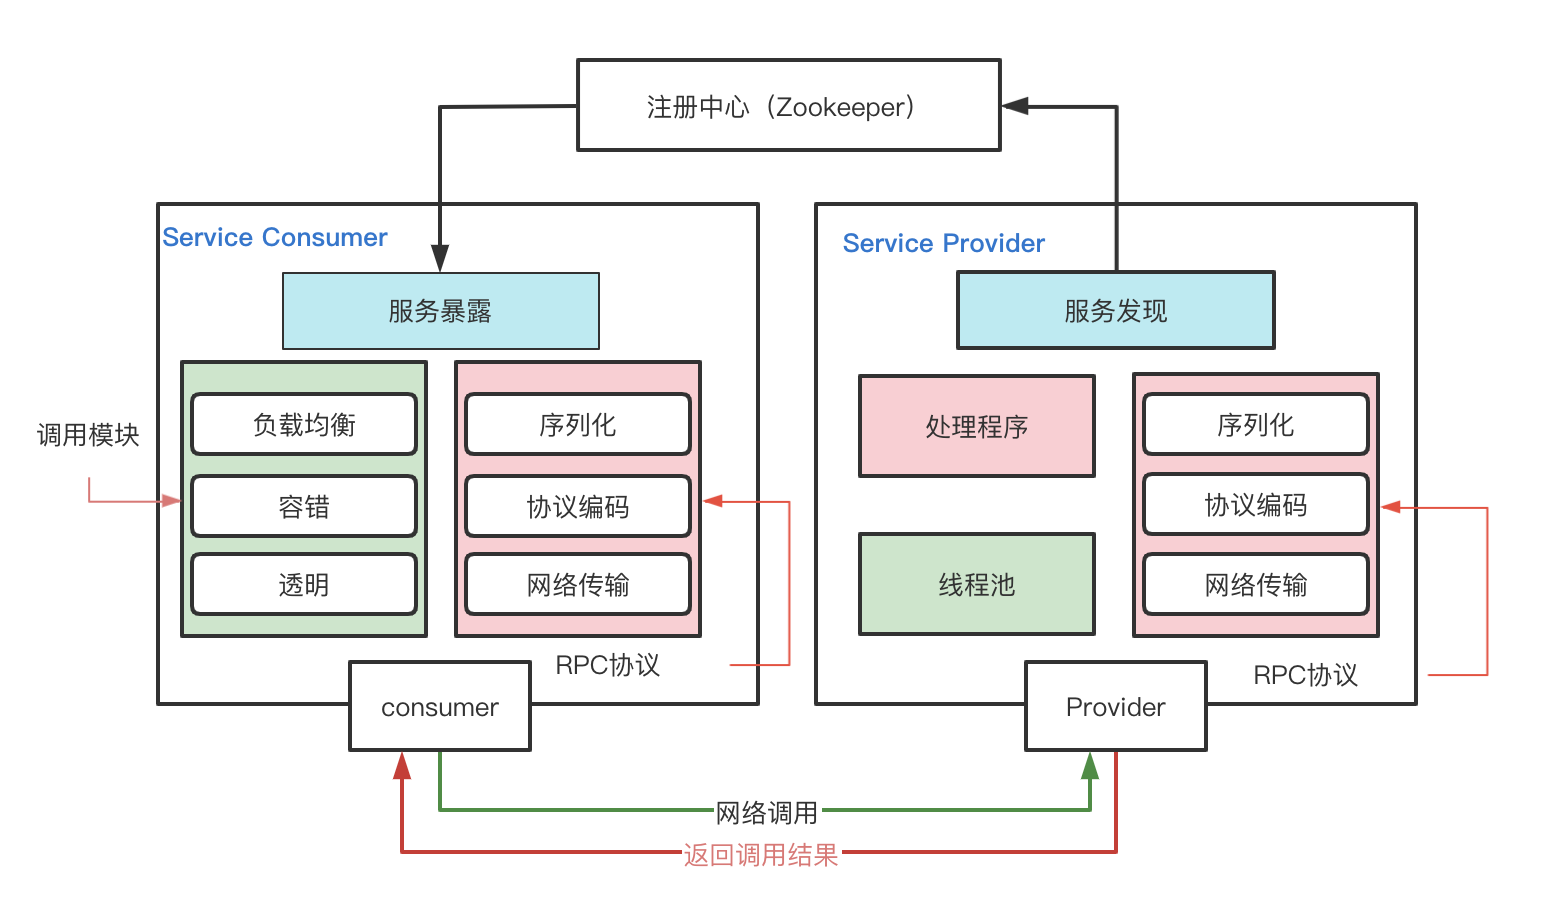 注册中心（Zookeeper）
Service Consumer
服务暴露
调用模块
负载均衡
容错
透明
序列化
协议编码
网络传输
RPC协议
consumer
Service Provider
服务发现
处理程序
线程池
序列化
协议编码
网络传输
RPC协议
Provider
网络调用
返回调用结果